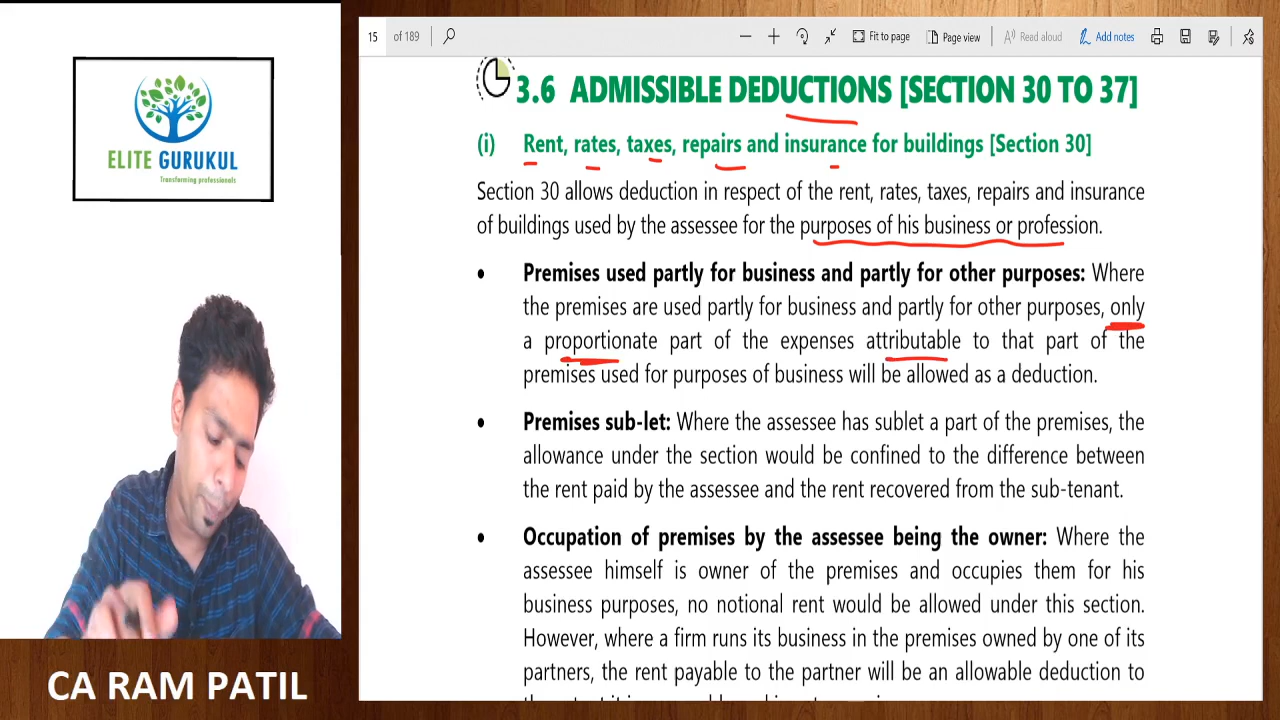 15 of 189
Fit to page
Page view
Read aloud
Add notes
ELITE GURUKUL
Transforming professionals
3.6 ADMISSIBLE DEDUCTIONS [SECTION 30 TO 37]
(i) Rent, rates, taxes, repairs and insurance for buildings [Section 30]
Section 30 allows deduction in respect of the rent, rates, taxes, repairs and insurance
of buildings used by the assessee for the purposes of his business or profession.
• Premises used partly for business and partly for other purposes: Where
the premises are used partly for business and partly for other purposes, only
a proportionate part of the expenses attributable to that part of the
premises used for purposes of business will be allowed as a deduction.
• Premises sub-let: Where the assessee has sublet a part of the premises, the
allowance under the section would be confined to the difference between
the rent paid by the assessee and the rent recovered from the sub-tenant.
• Occupation of premises by the assessee being the owner: Where the
assessee himself is owner of the premises and occupies them for his
business purposes, no notional rent would be allowed under this section.
However, where a firm runs its business in the premises owned by one of its
partners, the rent payable to the partner will be an allowable deduction to
CA RAM PATIL